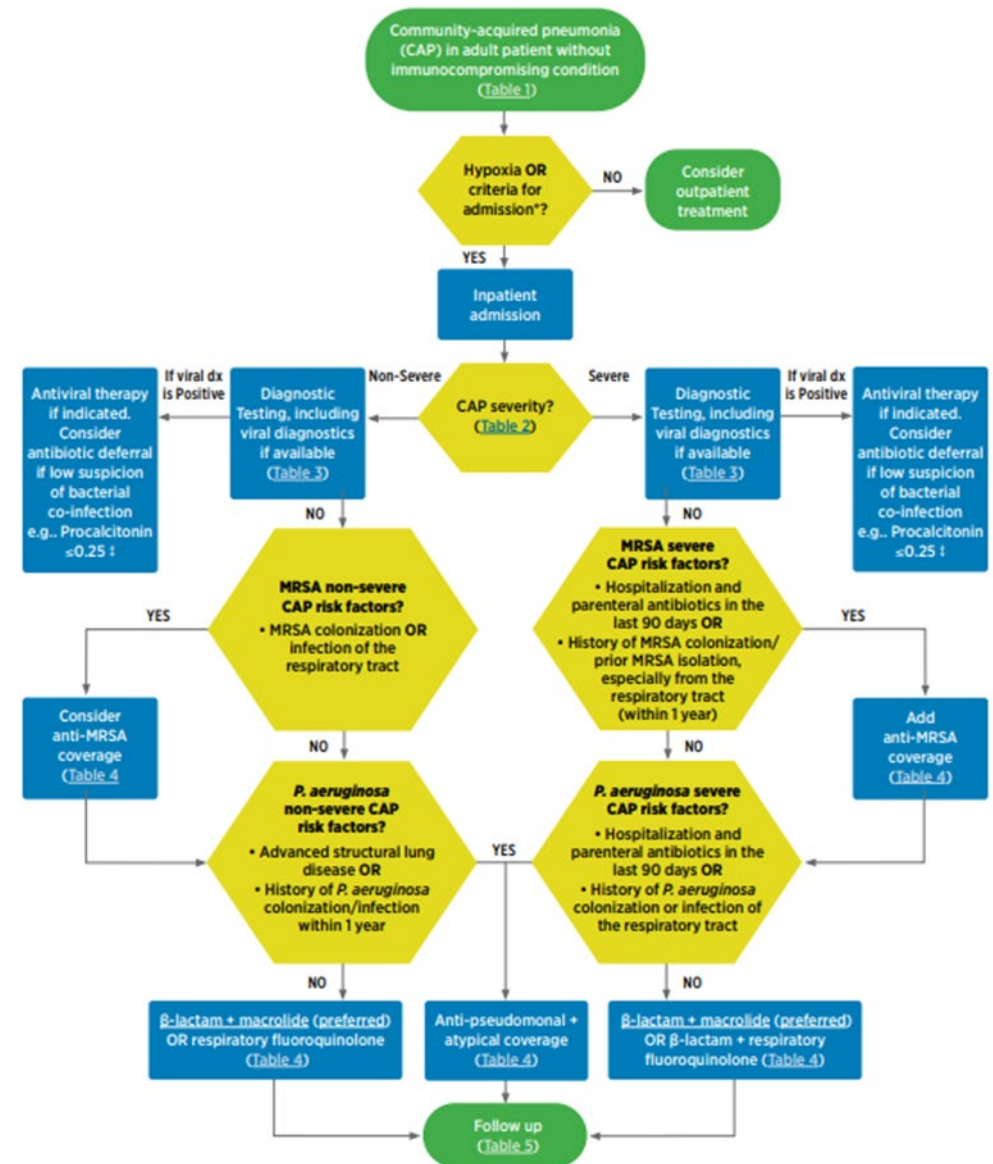 Community-acquired pneumonia
(CAP) in adult patient without
immunocompromising condition
(Table 1)
Hypoxia OR
criteria for
admission*?
NO
Consider
outpatient
treatment
YES
Inpatient
admission
Antiviral therapy
if indicated.
Consider
antibiotic deferral
if low suspicion
of bacterial
co-infection
e.g.. Procalcitonin
≤0.25 ‡
If viral dx
is Positive
Diagnostic
Testing, including
viral diagnostics
if available
(Table 3)
Non-Severe
CAP severity?
(Table 2)
Severe
Diagnostic
Testing, including
viral diagnostics
if available
(Table 3)
If viral dx
is Positive
Antiviral therapy
if indicated.
Consider
antibiotic deferral
if low suspicion
of bacterial
co-infection
e.g.. Procalcitonin
≤0.25 ‡
NO
NO
YES
MRSA non-severe
CAP risk factors?
• MRSA colonization OR
infection of the
respiratory tract
MRSA severe
CAP risk factors?
• Hospitalization and
parenteral antibiotics in the
last 90 days OR
• History of MRSA colonization/
prior MRSA isolation,
especially from the
respiratory tract
(within 1 year)
YES
Consider
anti-MRSA
coverage
(Table 4
NO
NO
Add
anti-MRSA
coverage
(Table 4)
P. aeruginosa
non-severe CAP
risk factors?
• Advanced structural lung
disease OR
• History of P. aeruginosa
colonization/infection
within 1 year
YES
P. aeruginosa severe
CAP risk factors?
• Hospitalization and
parenteral antibiotics in the
last 90 days OR
• History of P. aeruginosa
colonization or infection of
the respiratory tract
NO
NO
β-lactam + macrolide (preferred)
OR respiratory fluoroquinolone
(Table 4)
Anti-pseudomonal +
atypical coverage
(Table 4)
β-lactam + macrolide (preferred)
OR β-lactam + respiratory
fluoroquinolone (Table 4)
Follow up
(Table 5)